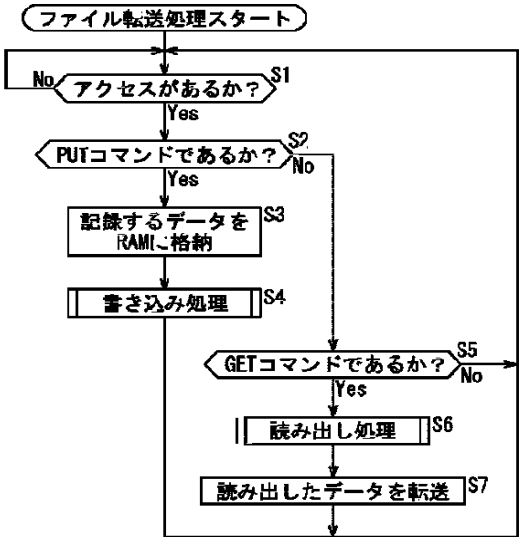 ファイル転送処理スタート
No
アクセスがあるか?
S1
Yes
PUTコマンドであるか?
S2
No
Yes
記録するデータを
RAMに格納
S3
書き込み処理
S4
GETコマンドであるか?
S5
No
Yes
読み出し処理
S6
読み出したデータを転送
S7